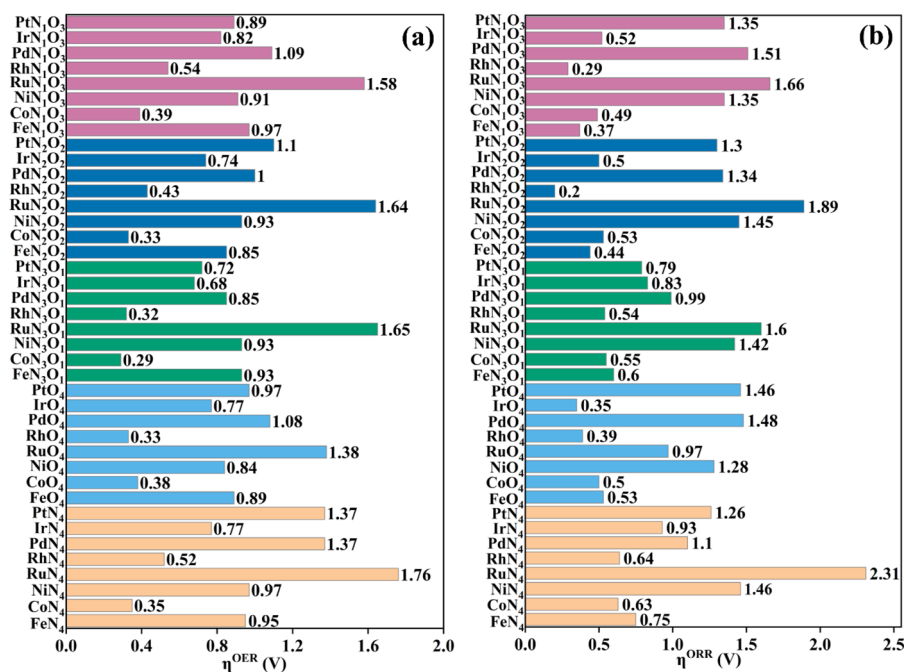 (a)
PtN₁O₃ 0.89
IrN₁O₃ 0.82
PdN₁O₃ 1.09
RhN₁O₃ 0.54
RuN₁O₃ 1.58
NiN₁O₃ 0.91
CoN₁O₃ 0.39
FeN₁O₃ 0.97
PtN₂O₂ 1.1
IrN₂O₂ 0.74
PdN₂O₂ 1
RhN₂O₂ 0.43
RuN₂O₂ 1.64
NiN₂O₂ 0.93
CoN₂O₂ 0.33
FeN₂O₂ 0.85
PtN₃O₁ 0.72
IrN₃O₁ 0.68
PdN₃O₁ 0.85
RhN₃O₁ 0.32
RuN₃O₁ 1.65
NiN₃O₁ 0.93
CoN₃O₁ 0.29
FeN₃O₁ 0.93
PtO₄ 0.97
IrO₄ 0.77
PdO₄ 1.08
RhO₄ 0.33
RuO₄ 1.38
NiO₄ 0.84
CoO₄ 0.38
FeO₄ 0.89
PtN₄ 1.37
IrN₄ 0.77
PdN₄ 1.37
RhN₄ 0.52
RuN₄ 1.76
NiN₄ 0.97
CoN₄ 0.35
FeN₄ 0.95
0.0 0.4 0.8 1.2 1.6 2.0
η^OER (V)
(b)
PtN₁O₃ 1.35
IrN₁O₃ 0.52
PdN₁O₃ 1.51
RhN₁O₃ 0.29
RuN₁O₃ 1.66
NiN₁O₃ 1.35
CoN₁O₃ 0.49
FeN₁O₃ 0.37
PtN₂O₂ 1.3
IrN₂O₂ 0.5
PdN₂O₂ 1.34
RhN₂O₂ 0.2
RuN₂O₂ 1.89
NiN₂O₂ 1.45
CoN₂O₂ 0.53
FeN₂O₂ 0.44
PtN₃O₁ 0.79
IrN₃O₁ 0.83
PdN₃O₁ 0.99
RhN₃O₁ 0.54
RuN₃O₁ 1.6
NiN₃O₁ 1.42
CoN₃O₁ 0.55
FeN₃O₁ 0.6
PtO₄ 1.46
IrO₄ 0.35
PdO₄ 1.48
RhO₄ 0.39
RuO₄ 0.97
NiO₄ 1.28
CoO₄ 0.5
FeO₄ 0.53
PtN₄ 1.26
IrN₄ 0.93
PdN₄ 1.1
RhN₄ 0.64
RuN₄ 2.31
NiN₄ 1.46
CoN₄ 0.63
FeN₄ 0.75
0.0 0.5 1.0 1.5 2.0 2.5
η^ORR (V)